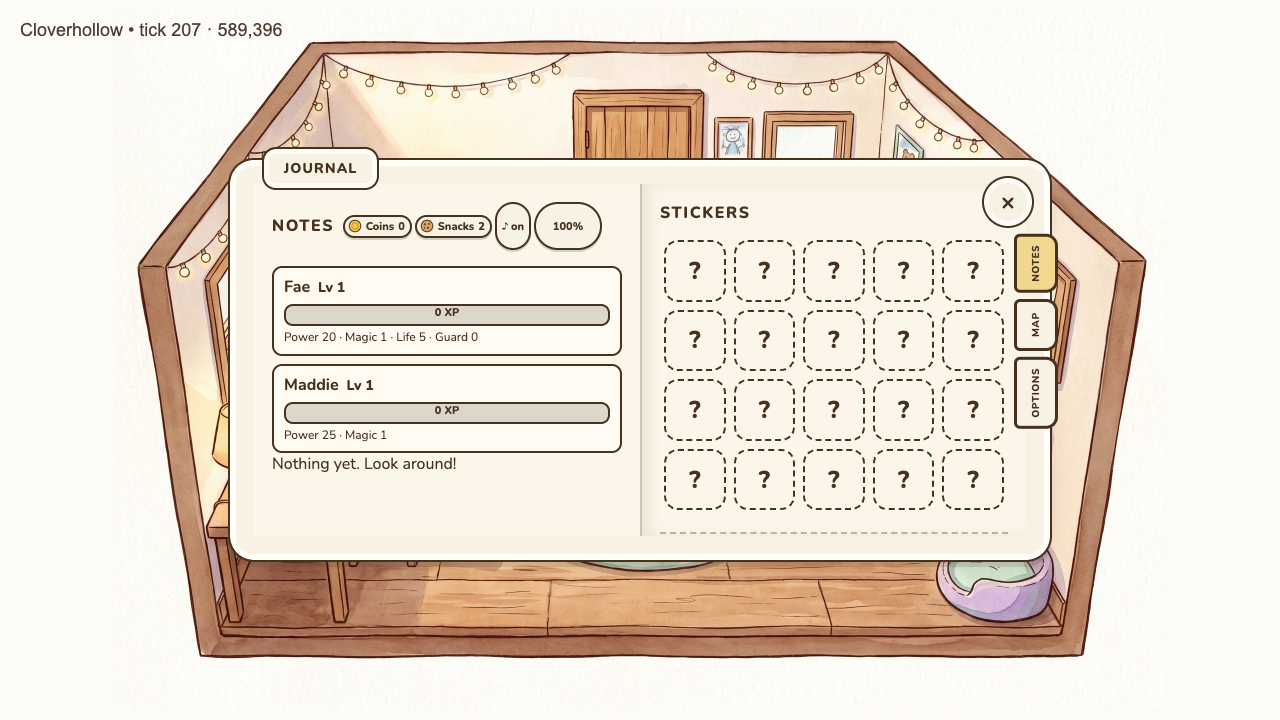 Cloverhollow • tick 207 · 589,396
JOURNAL
NOTES
Coins 0
Snacks 2
♪ on
100%
Fae Lv 1
0 XP
Power 20 · Magic 1 · Life 5 · Guard 0
Maddie Lv 1
0 XP
Power 25 · Magic 1
Nothing yet. Look around!
STICKERS
×
? ? ? ? ?
? ? ? ? ?
? ? ? ? ?
? ? ? ? ?
NOTES
MAP
OPTIONS